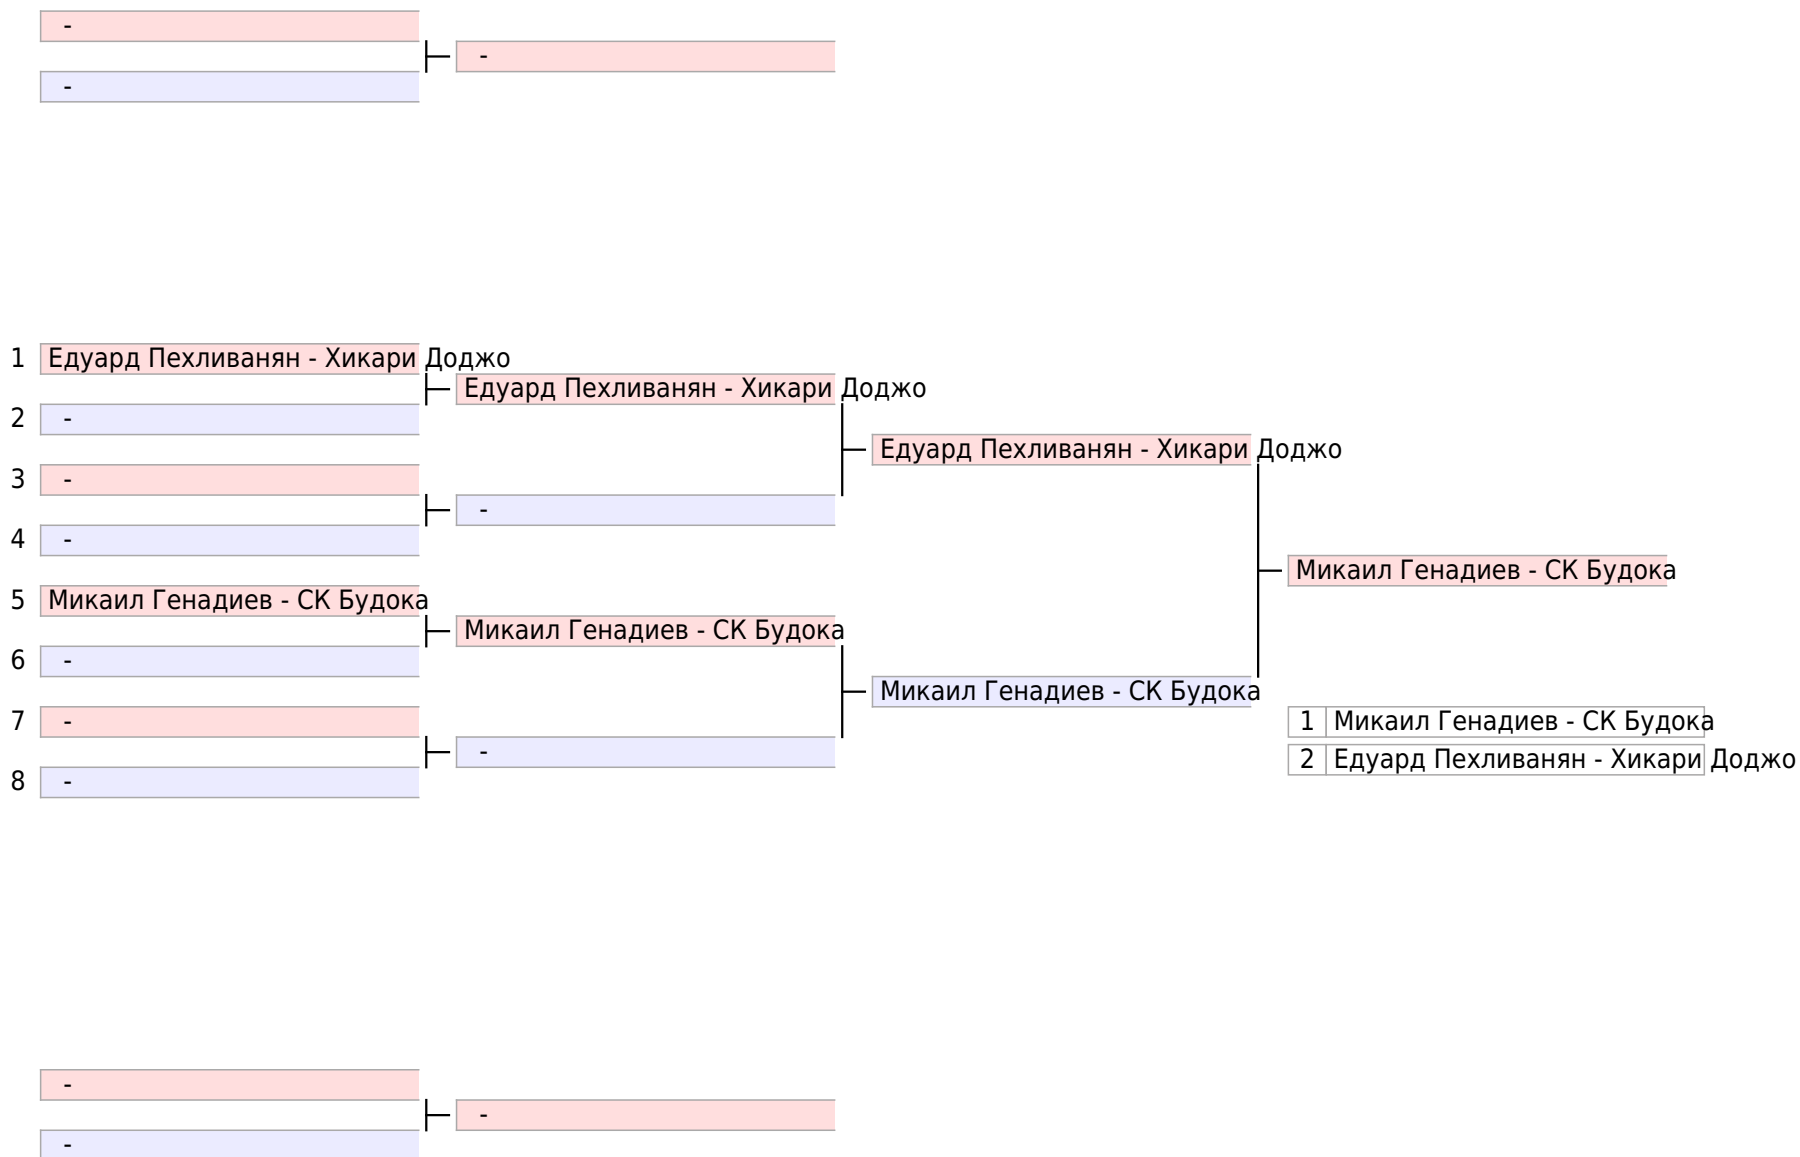 -
-
-
1 Едуард Пехливанян - Хикари Доджо
Едуард Пехливанян - Хикари Доджо
2 -
Едуард Пехливанян - Хикари Доджо
3 -
-
4 -
Микаил Генадиев - СК Будока
5 Микаил Генадиев - СК Будока
Микаил Генадиев - СК Будока
6 -
Микаил Генадиев - СК Будока
7 -
1 Микаил Генадиев - СК Будока
-
2 Едуард Пехливанян - Хикари Доджо
8 -
-
-
-